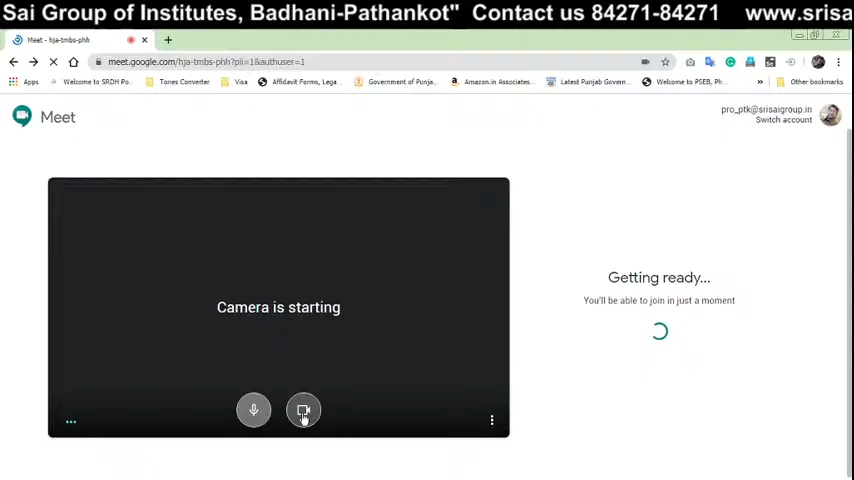 Sai Group of Institutes, Badhani-Pathankot" Contact us 84271-84271 www.srisa
Meet - hja-tmbs-phh
meet.google.com/hja-tmbs-phh?pli=1&authuser=1
Apps Welcome to SRDH Po.. Tones Converter Visa Affidavit Forms, Lega... Government of Punja... Amazon.in Associates... Latest Punjab Govern... Welcome to PSEB, Ph... » Other bookmarks
Meet
pro_ptk@srisaigroup.in
Switch account
Camera is starting
Getting ready...
You'll be able to join in just a moment